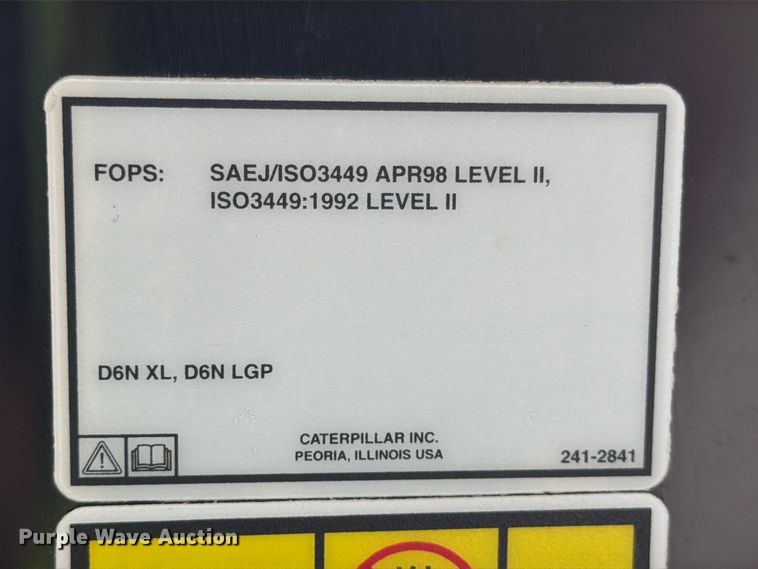 FOPS: SAEJ/ISO3449 APR98 LEVEL II,
ISO3449:1992 LEVEL II
D6N XL, D6N LGP
CATERPILLAR INC.
PEORIA, ILLINOIS USA
241-2841
Purple Wave Auction